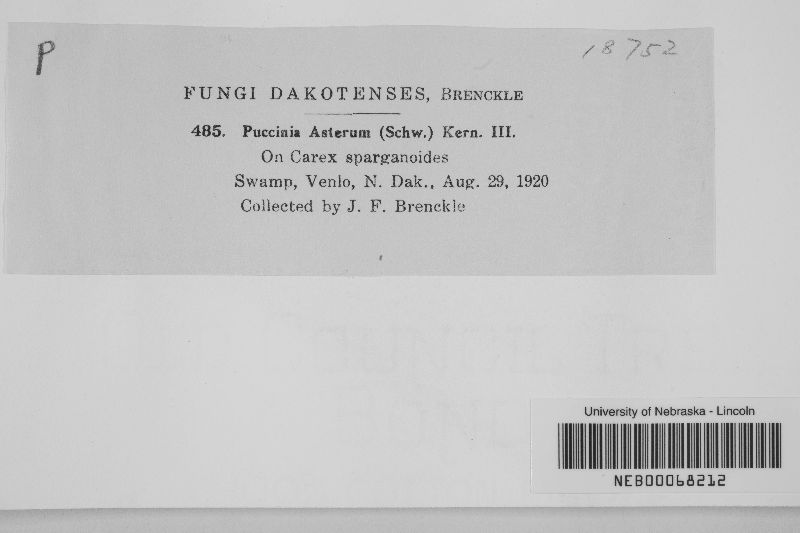 P
18752
FUNGI DAKOTENSES, BRENCKLE
485. Puccinia Asterum (Schw.) Kern. III.
On Carex sparganoides
Swamp, Venlo, N. Dak., Aug. 29, 1920
Collected by J. F. Brenckle
University of Nebraska - Lincoln
NEB00068212